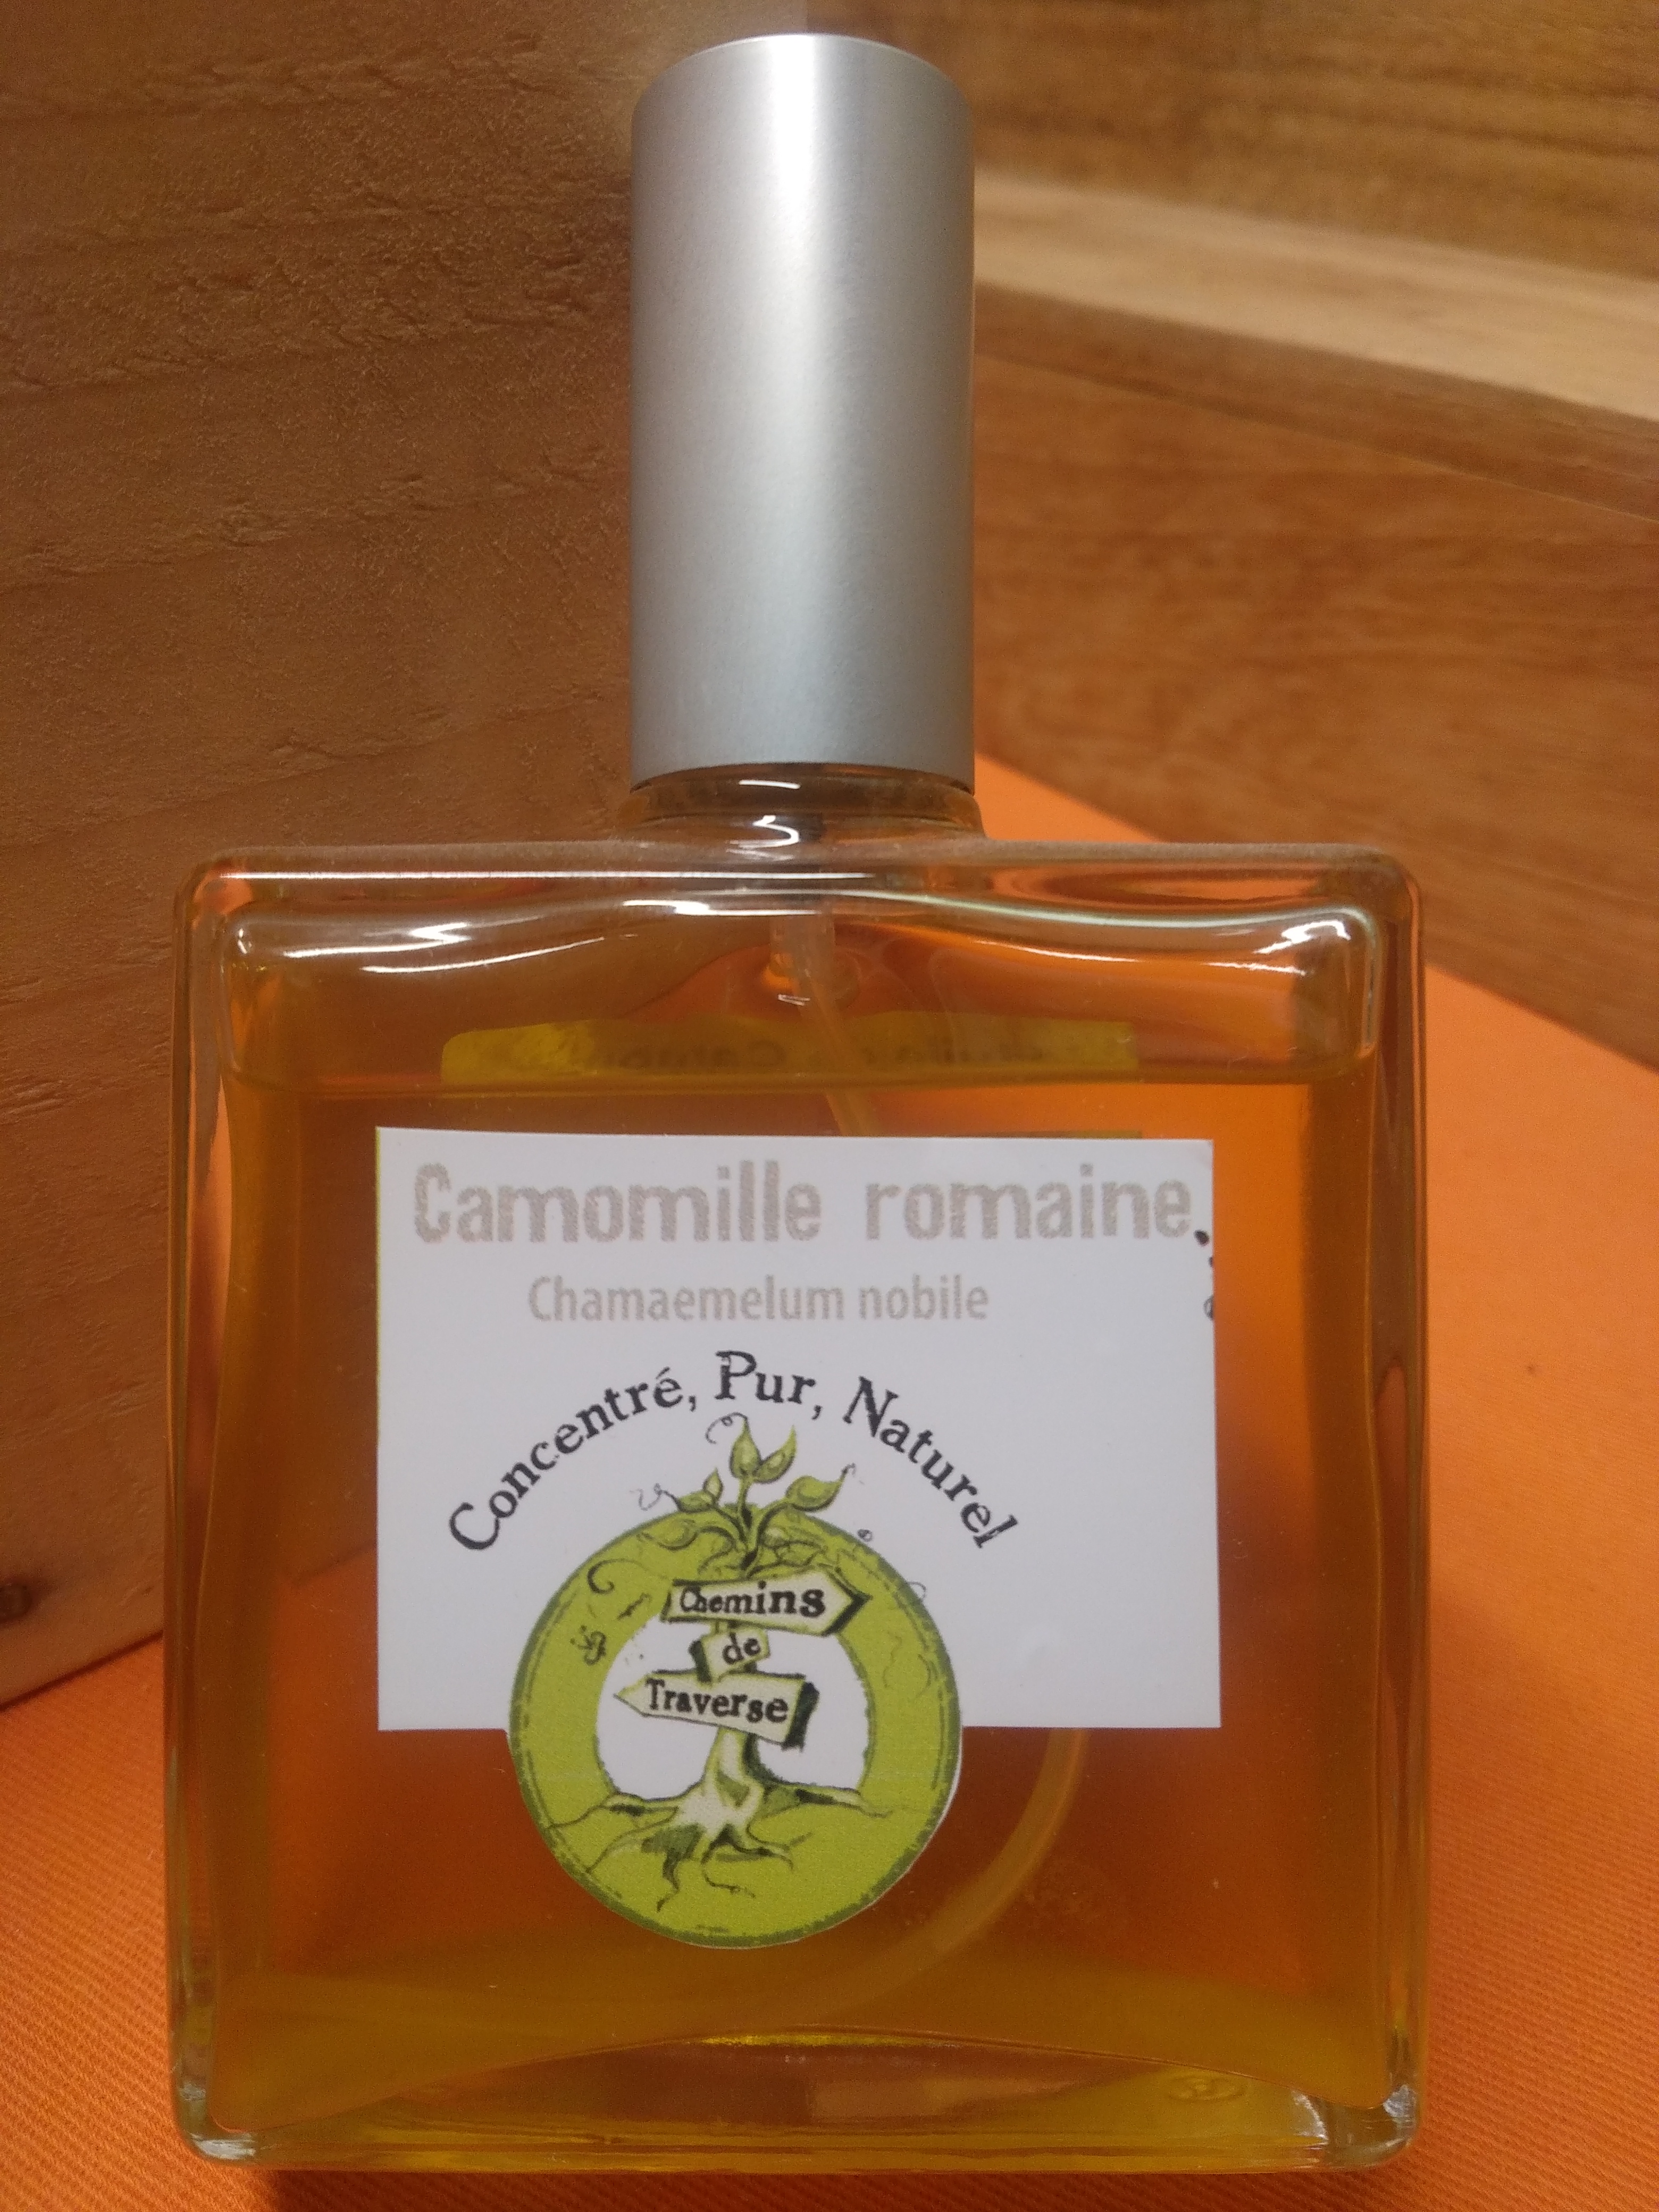 Camomille romaine
Chamaemelum nobile
Concentré, Pur, Naturel
Chemins
de
Traverse